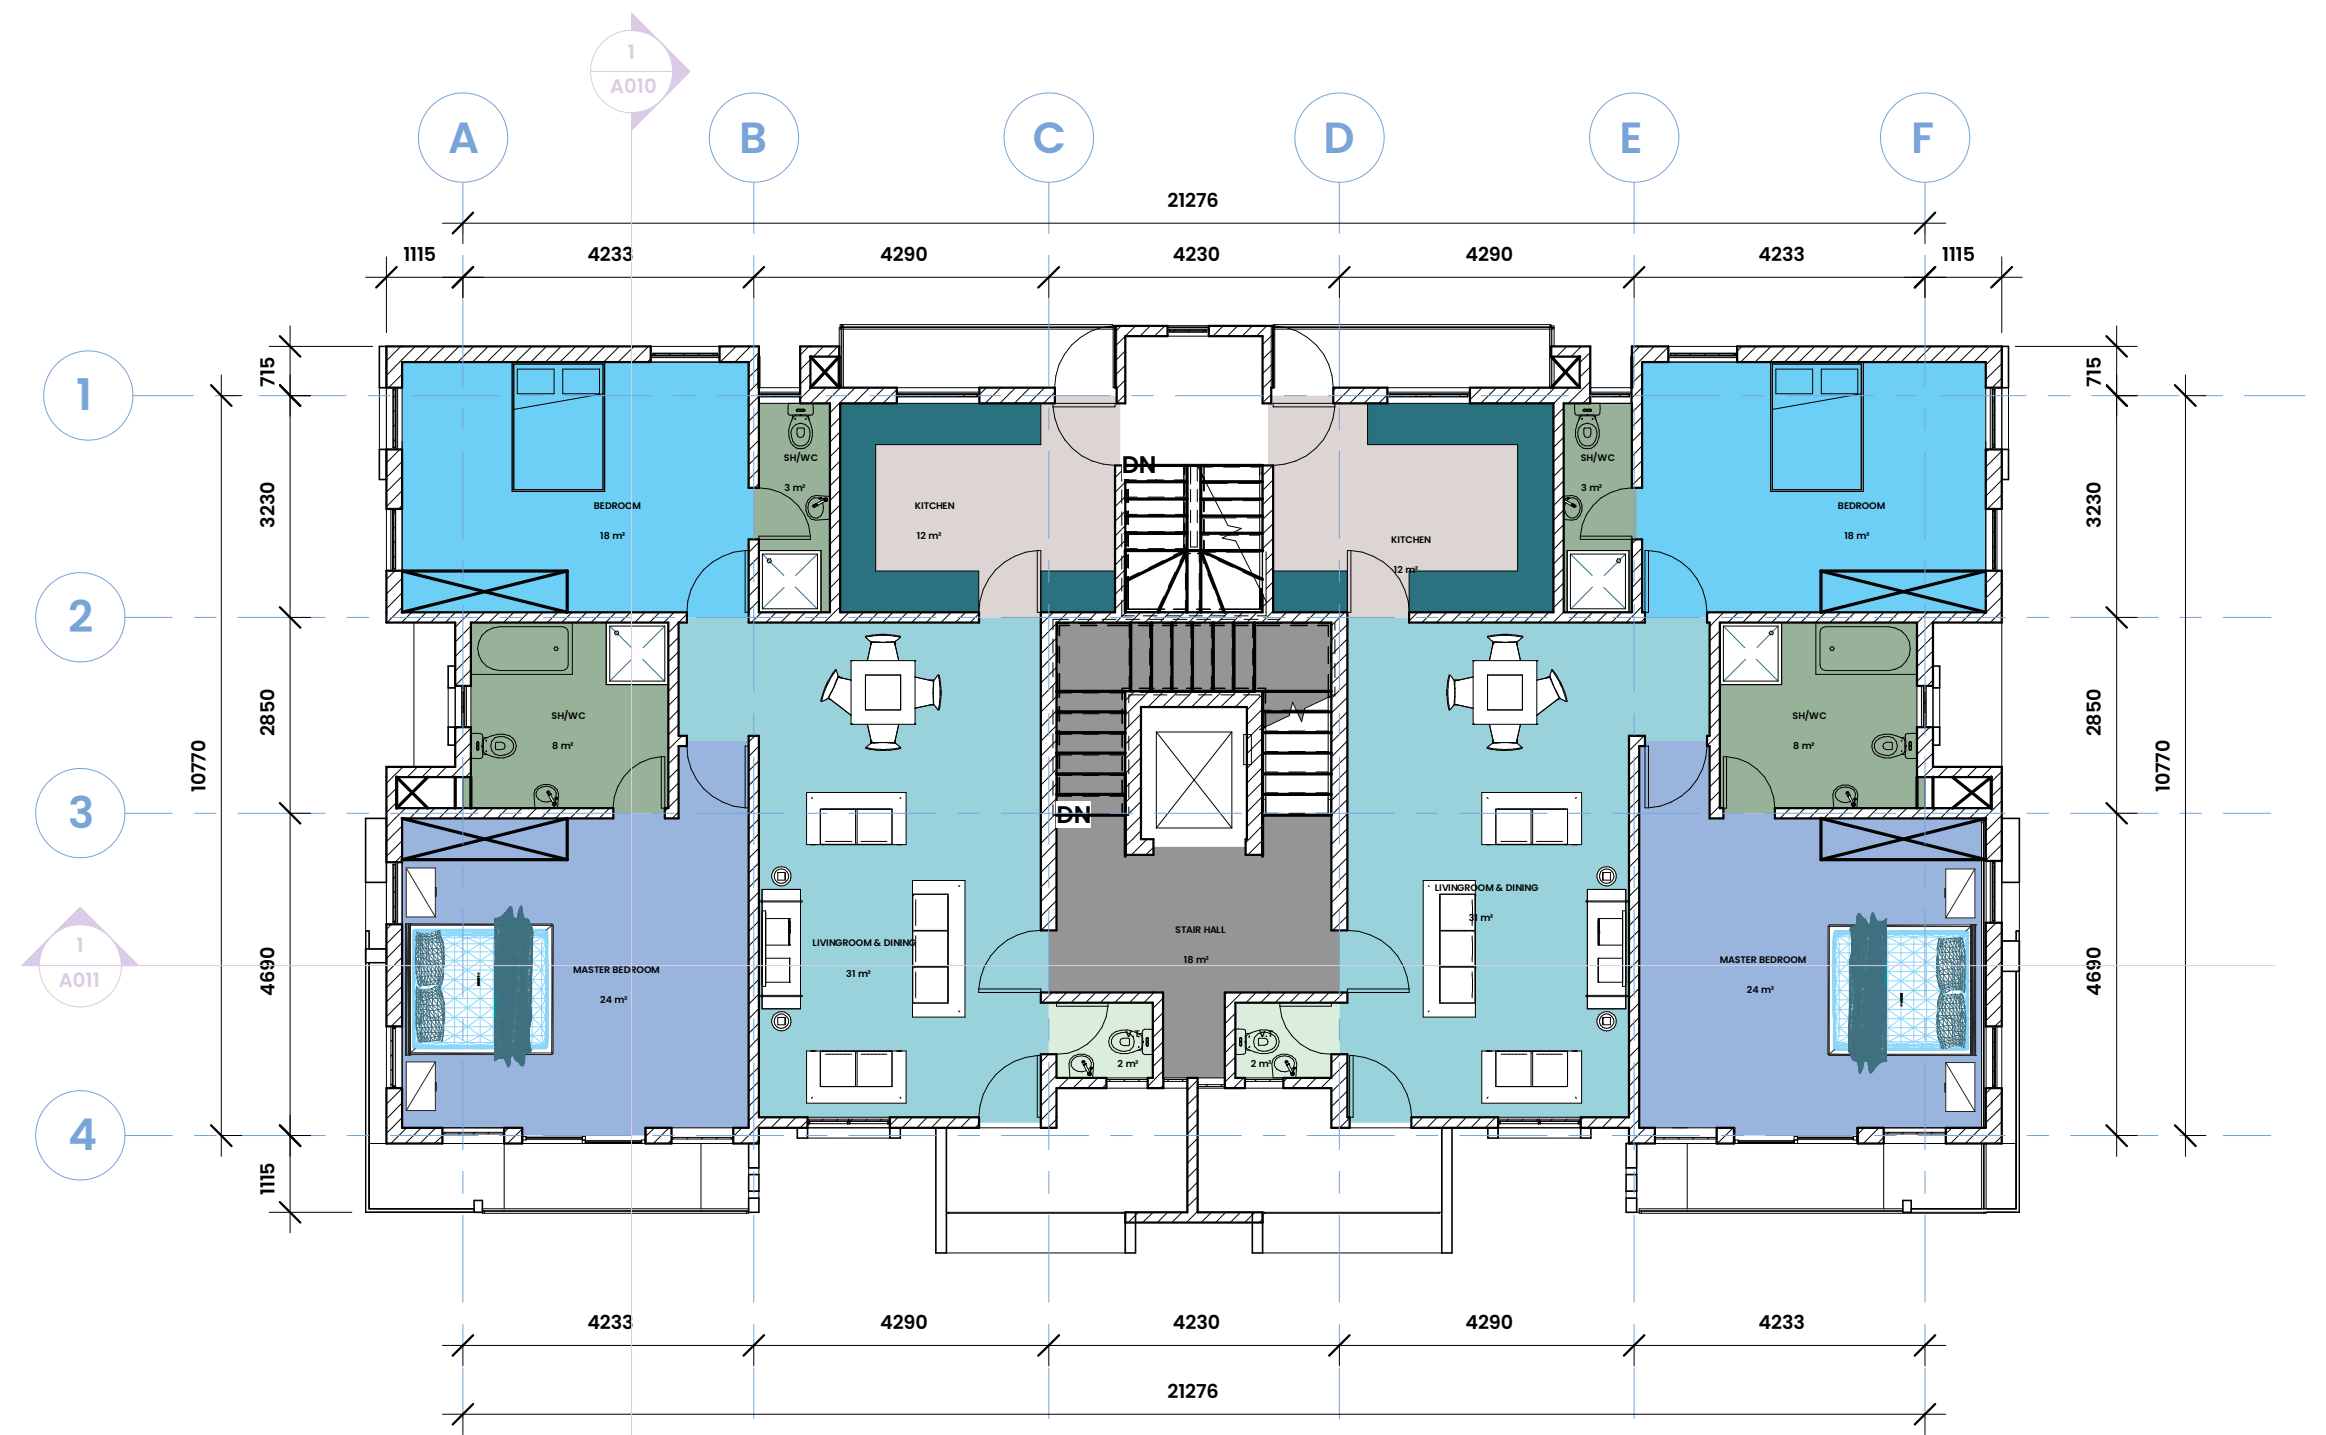 1
A010
A
B
C
D
E
F
21276
1115
4233
4290
4230
4290
4233
1115
1
2
3
4
715
3230
2850
4690
1115
10770
715
3230
2850
4690
10770
1
A011
BEDROOM
18 m²
SH/WC
3 m²
KITCHEN
12 m²
DN
KITCHEN
12 m²
SH/WC
3 m²
BEDROOM
18 m²
SH/WC
8 m²
DN
SH/WC
8 m²
MASTER BEDROOM
24 m²
LIVINGROOM & DINING
31 m²
STAIR HALL
18 m²
LIVINGROOM & DINING
31 m²
MASTER BEDROOM
24 m²
2 m²
2 m²
4233
4290
4230
4290
4233
21276